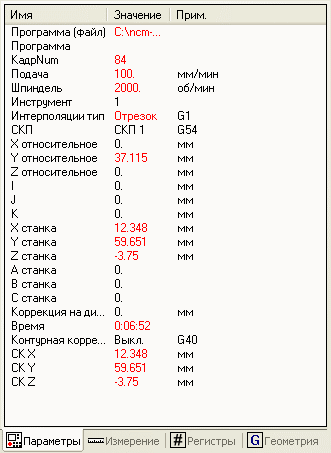 Имя Значение Прим.
Программа (файл) C:\ncm-...
Программа
КадрNum 84
Подача 100. мм/мин
Шпиндель 2000. об/мин
Инструмент 1
Интерполяции тип Отрезок G1
СКП СКП 1 G54
X относительное 0. мм
Y относительное 37.115 мм
Z относительное 0. мм
I 0. мм
J 0. мм
K 0. мм
X станка 12.348 мм
Y станка 59.651 мм
Z станка -3.75 мм
A станка 0.
B станка 0.
C станка 0.
Коррекция на ди... 0. мм
Время 0:06:52
Контурная корре... Выкл. G40
СК X 12.348 мм
СК Y 59.651 мм
СК Z -3.75 мм
Параметры Измерение # Регистры G Геометрия